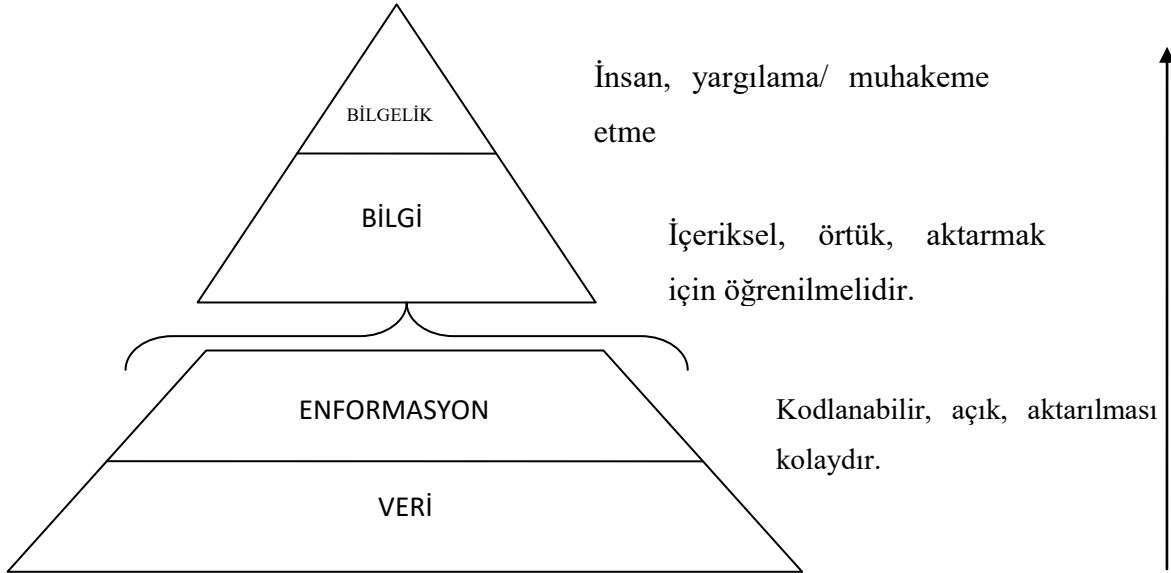 İnsan, yargılama/ muhakeme
etme
BİLGELİK
BİLGİ
İçeriksel, örtük, aktarmak
için öğrenilmelidir.
ENFORMASYON
Kodlanabilir, açık, aktarılması
kolaydır.
VERİ